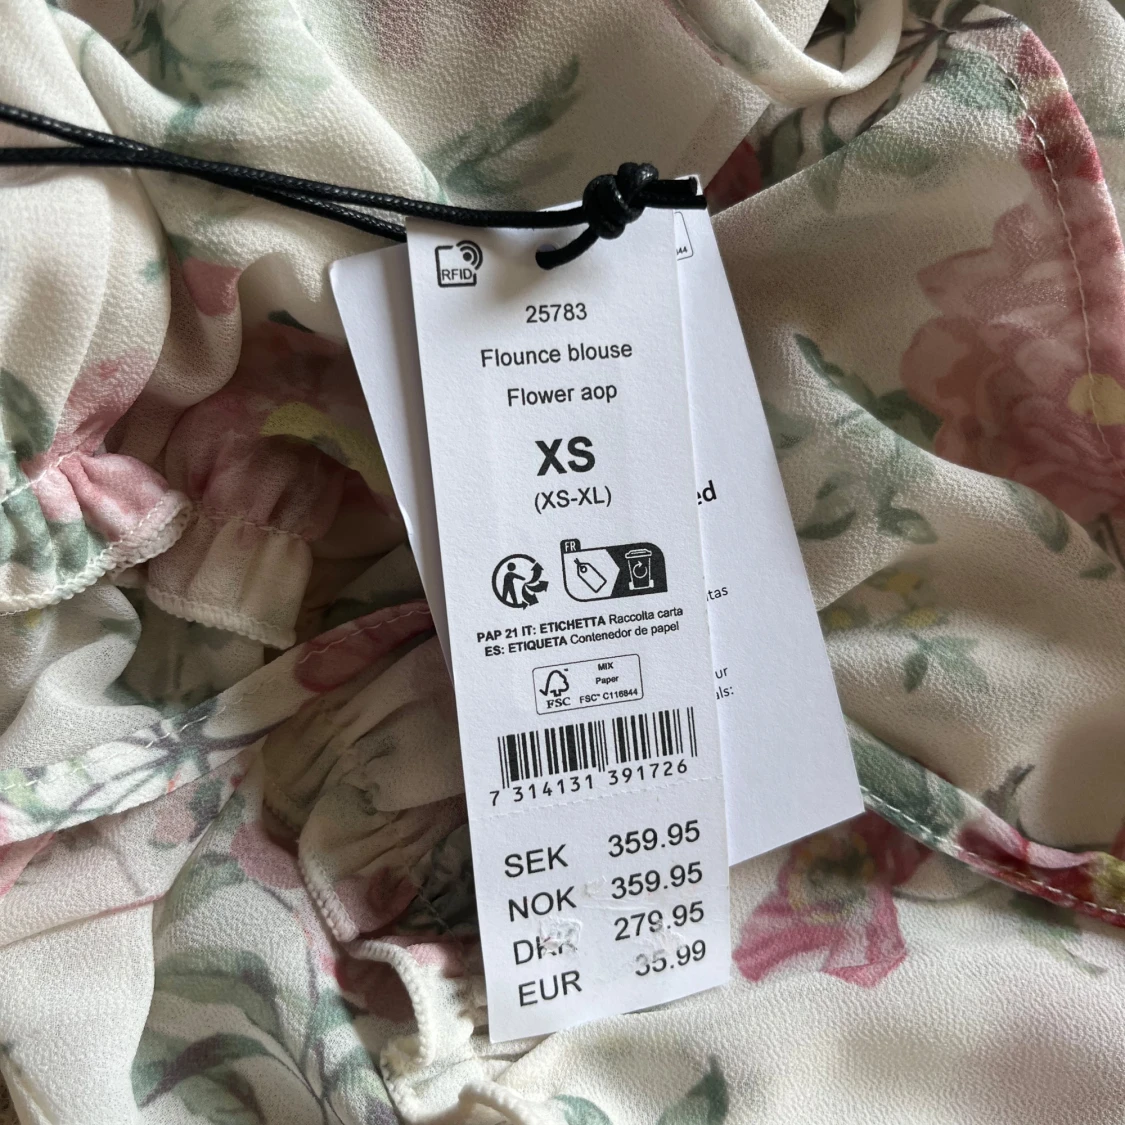 RFID
25783
Flounce blouse
Flower aop
XS
(XS-XL)
FR
PAP 21 IT: ETICHETTA Raccolta carta
ES: ETIQUETA Contenedor de papel
FSC
MIX
Paper
FSC™ C116844
7 314131 391726
SEK 359.95
NOK 359.95
DKK 279.95
EUR 35.99